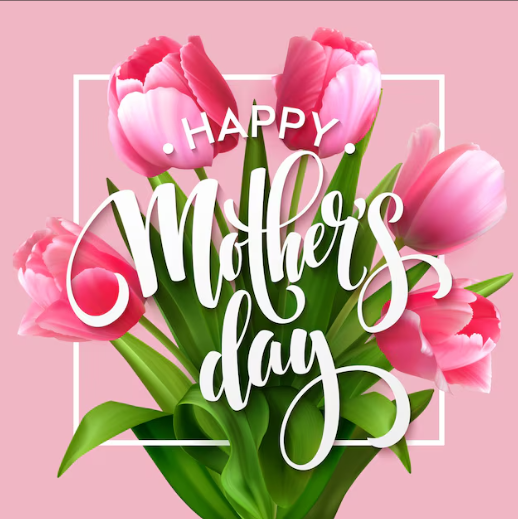 • HAPPY •
Mother's
day